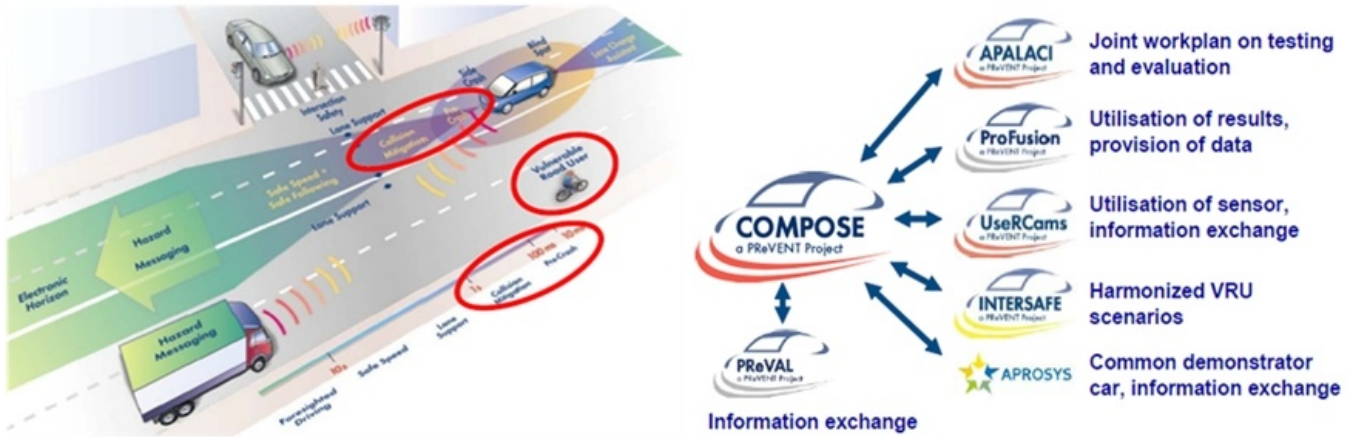 Blind Spot
Lane Change
Assistant
Side
Crash
Pre-
Crash
Intersection
Safety
Lane Support
Collision
Mitigation
Vulnerable
Road User
Safe Speed +
Safe Following
Lane Support
Hazard
Messaging
Electronic
Horizon
Hazard
Messaging
10 ms
100 ms
Pre-Crash
1s
Collision
Mitigation
Lane
Support
Safe Speed
10s
Foresighted
Driving
APALACI
a PReVENT Project
Joint workplan on testing
and evaluation
ProFusion
a PReVENT Project
Utilisation of results,
provision of data
COMPOSE
a PReVENT Project
UseRCams
a PReVENT Project
Utilisation of sensor,
information exchange
INTERSAFE
a PReVENT Project
Harmonized VRU
scenarios
PReVAL
a PReVENT Project
APROSYS
Common demonstrator
car, information exchange
Information exchange